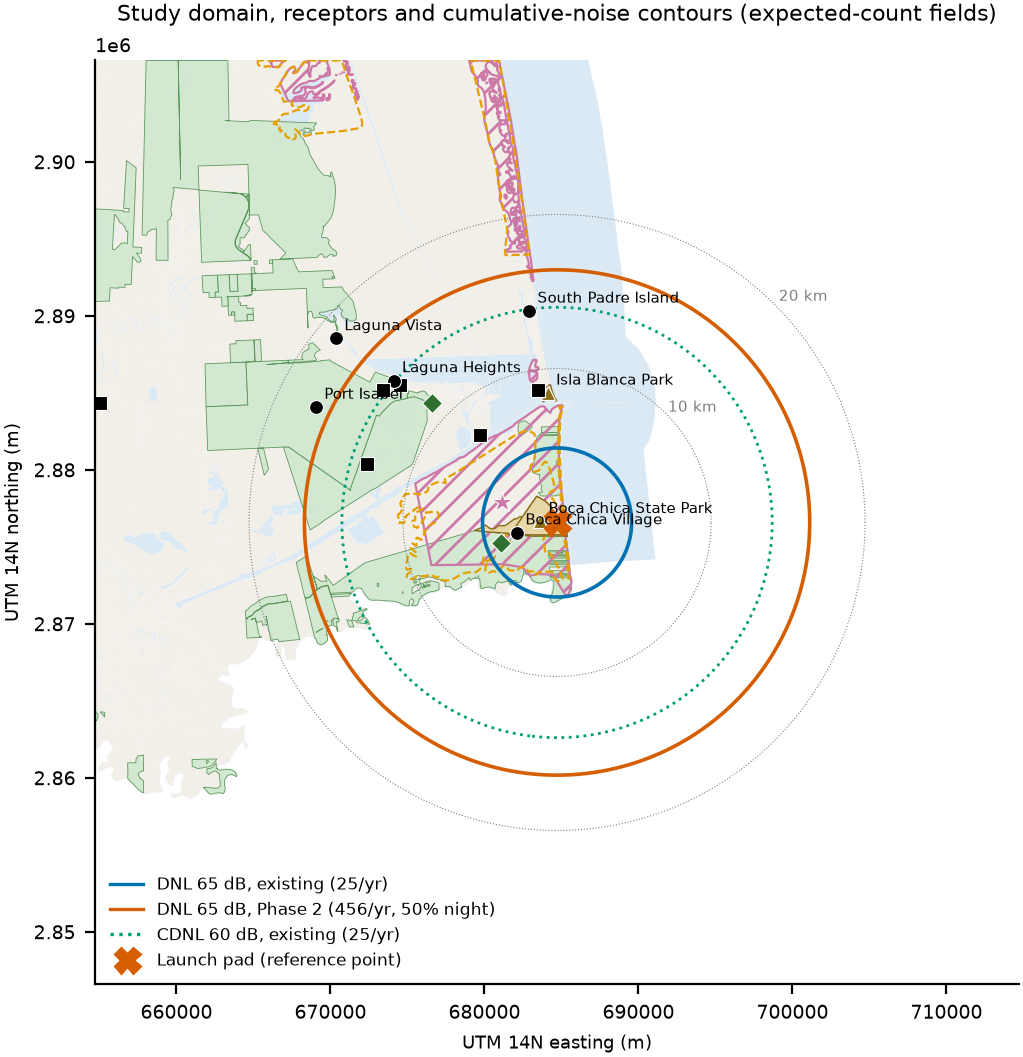 Study domain, receptors and cumulative-noise contours (expected-count fields)
1e6
2.90
2.89
2.88
2.87
2.86
2.85
UTM 14N northing (m)
20 km
South Padre Island
Laguna Vista
Laguna Heights
Isla Blanca Park
Port Isabel
10 km
Boca Chica State Park
Boca Chica Village
DNL 65 dB, existing (25/yr)
DNL 65 dB, Phase 2 (456/yr, 50% night)
CDNL 60 dB, existing (25/yr)
Launch pad (reference point)
660000
670000
680000
690000
700000
710000
UTM 14N easting (m)